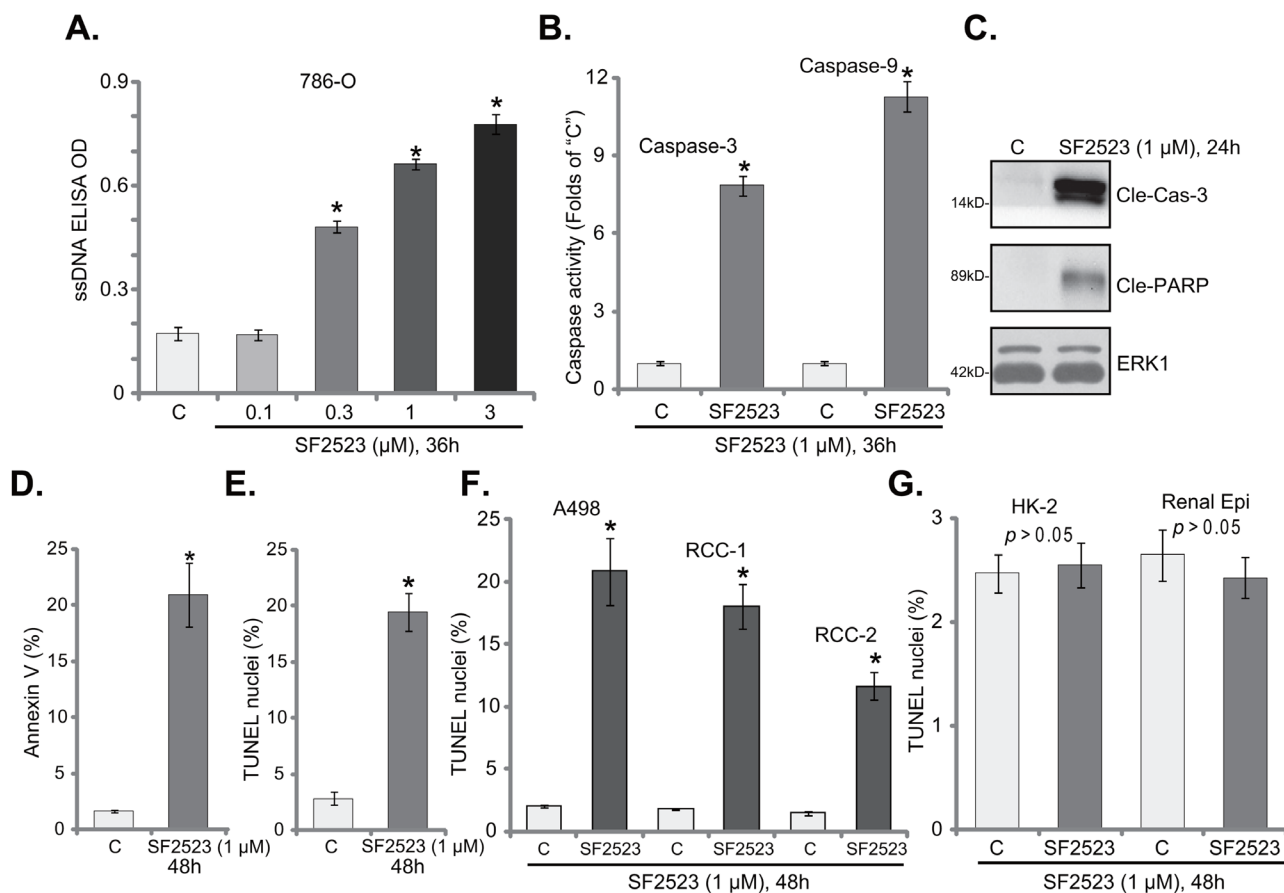 A.
786-O
ssDNA ELISA OD
0.9
0.6
0.3
0
*
*
*
C
0.1
0.3
1
3
SF2523 (μM), 36h
B.
Caspase-9
Caspase-3
Caspase activity (Folds of “C”)
12
9
6
3
0
*
*
C
SF2523
C
SF2523
SF2523 (1 μM), 36h
C.
C
SF2523 (1 μM), 24h
14kD-
Cle-Cas-3
89kD-
Cle-PARP
42kD-
ERK1
D.
Annexin V (%)
25
20
15
10
5
0
*
C
SF2523 (1 μM)
48h
E.
TUNEL nuclei (%)
25
20
15
10
5
0
*
C
SF2523 (1 μM)
48h
F.
A498
RCC-1
RCC-2
TUNEL nuclei (%)
25
20
15
10
5
0
*
*
*
C
SF2523
C
SF2523
C
SF2523
SF2523 (1 μM), 48h
G.
HK-2
p > 0.05
Renal Epi
p > 0.05
TUNEL nuclei (%)
3
2
1
0
C
SF2523
C
SF2523
SF2523 (1 μM), 48h